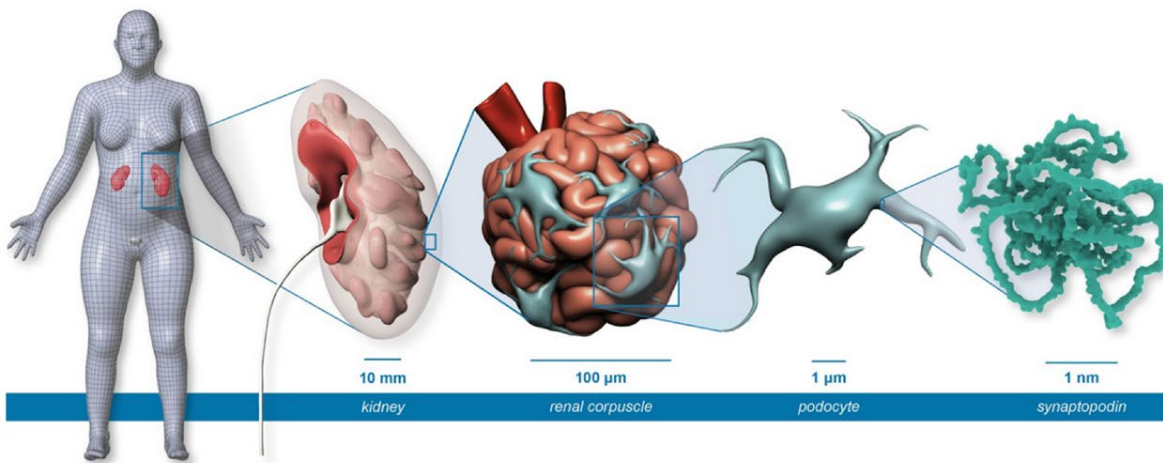 10 mm
100 µm
1 µm
1 nm
kidney
renal corpuscle
podocyte
synaptopodin